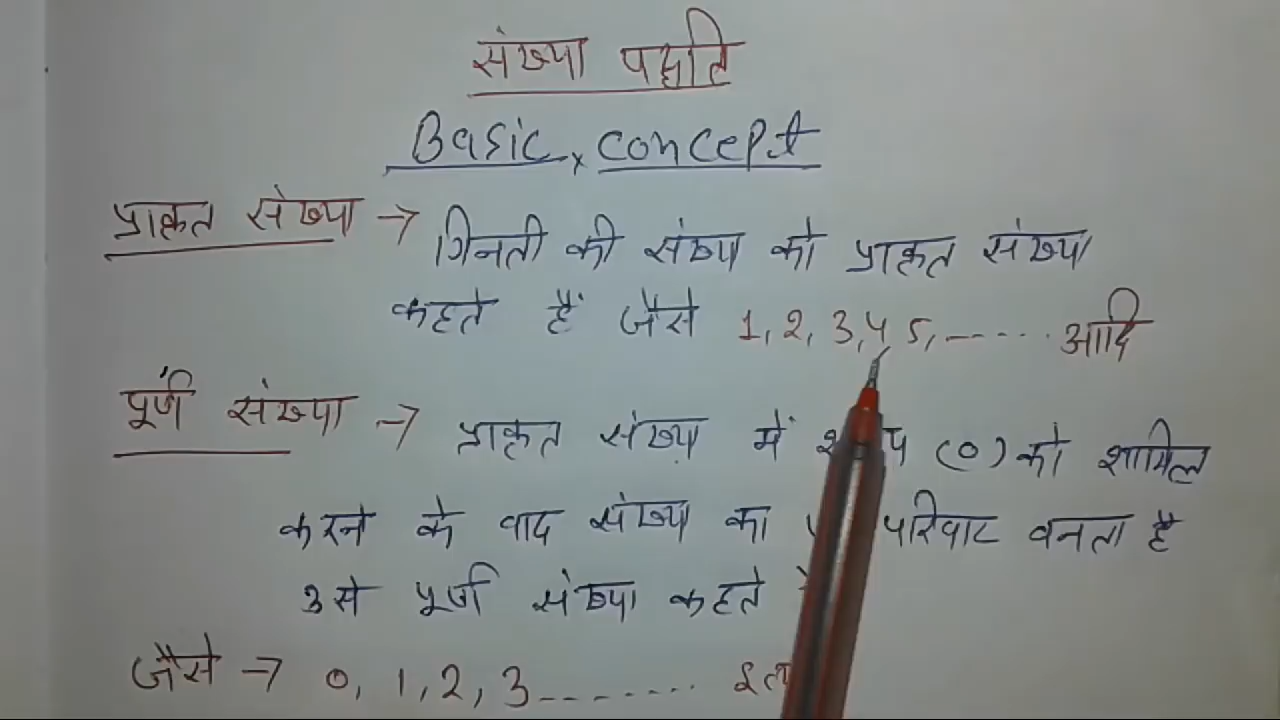 संख्या पद्धति
Basic concept
प्राकृत संख्या → गिनती की संख्या को प्राकृत संख्या
कहते हैं जैसे 1, 2, 3, 4, 5, ------ आदि
पूर्ण संख्या → प्राकृत संख्या में (0) को शामिल
करने के वाद संख्या का परिवार वनता है
उसे पूर्ण संख्या कहते
जैसे → 0, 1, 2, 3 --------